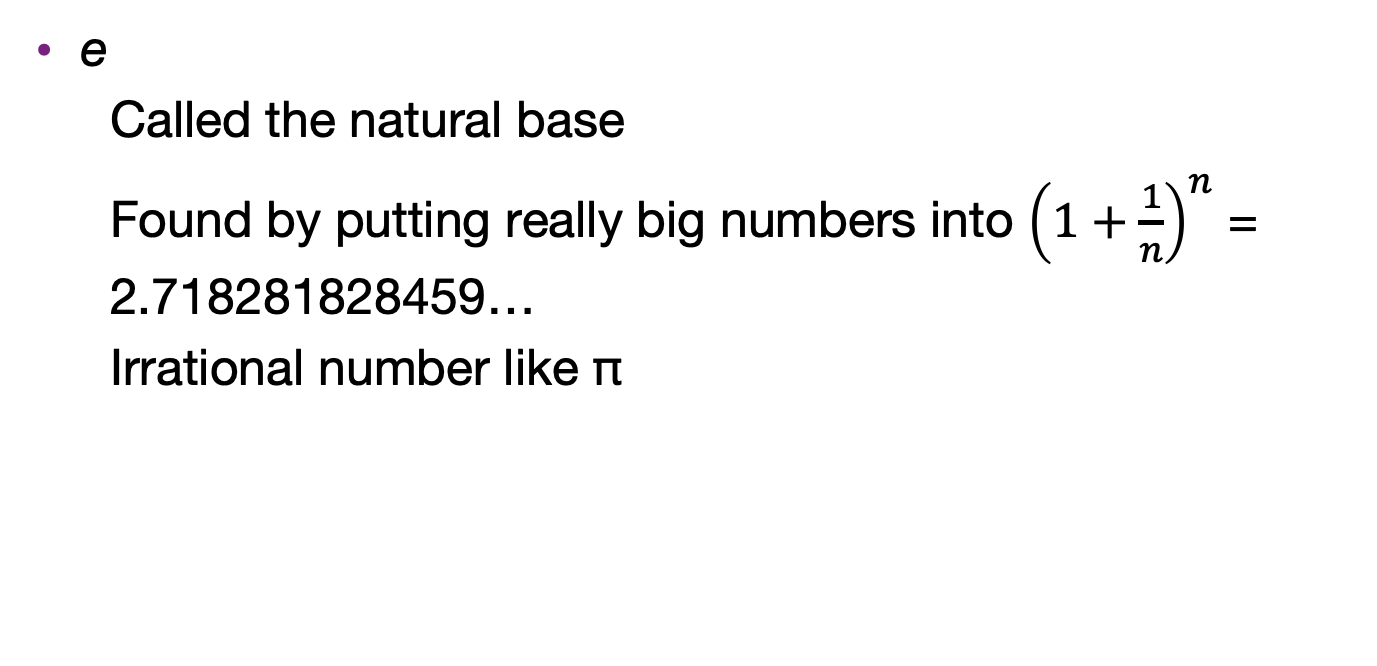 • e
Called the natural base
Found by putting really big numbers into (1 + 1/n)^n =
2.718281828459…
Irrational number like π